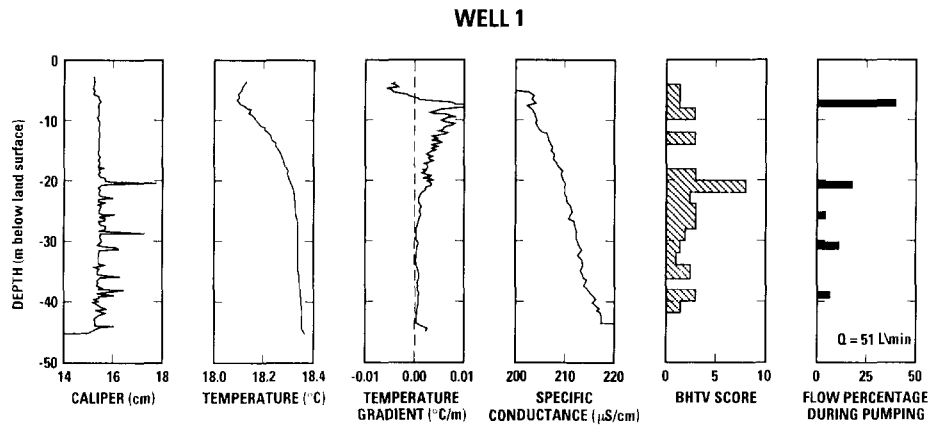 WELL 1
DEPTH (m below land surface)
0
-10
-20
-30
-40
-50
14 16 18
CALIPER (cm)
18.0 18.2 18.4
TEMPERATURE (°C)
-0.01 0.00 0.01
TEMPERATURE
GRADIENT (°C/m)
200 210 220
SPECIFIC
CONDUCTANCE (µS/cm)
0 5 10
BHTV SCORE
Q = 51 L\min
0 25 50
FLOW PERCENTAGE
DURING PUMPING